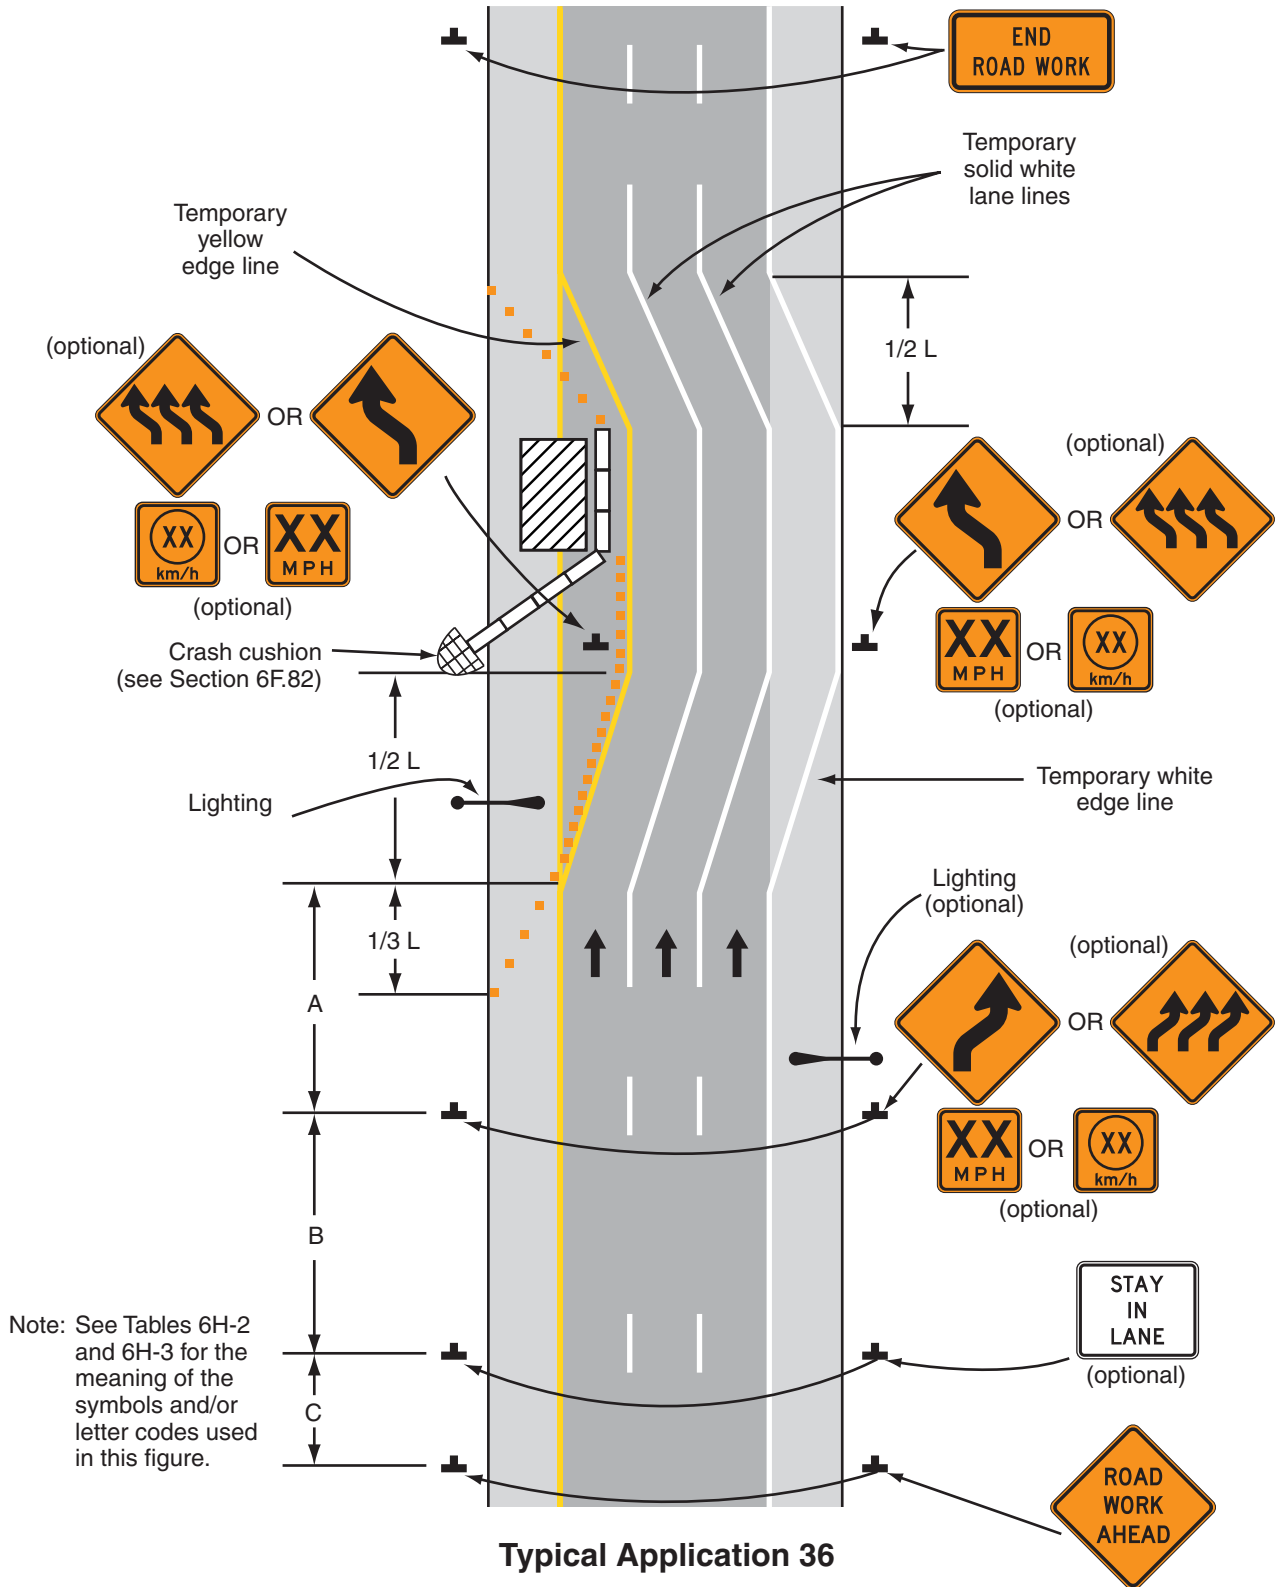 END
ROAD WORK
Temporary
solid white
lane lines
Temporary
yellow
edge line
1/2 L
(optional)
OR
XX
km/h
OR
XX
MPH
(optional)
(optional)
OR
XX
MPH
OR
XX
km/h
(optional)
Crash cushion
(see Section 6F.82)
1/2 L
Lighting
Temporary white
edge line
Lighting
(optional)
1/3 L
A
(optional)
OR
XX
MPH
OR
XX
km/h
(optional)
B
STAY
IN
LANE
(optional)
Note: See Tables 6H-2
and 6H-3 for the
meaning of the
symbols and/or
letter codes used
in this figure.
C
ROAD
WORK
AHEAD
Typical Application 36